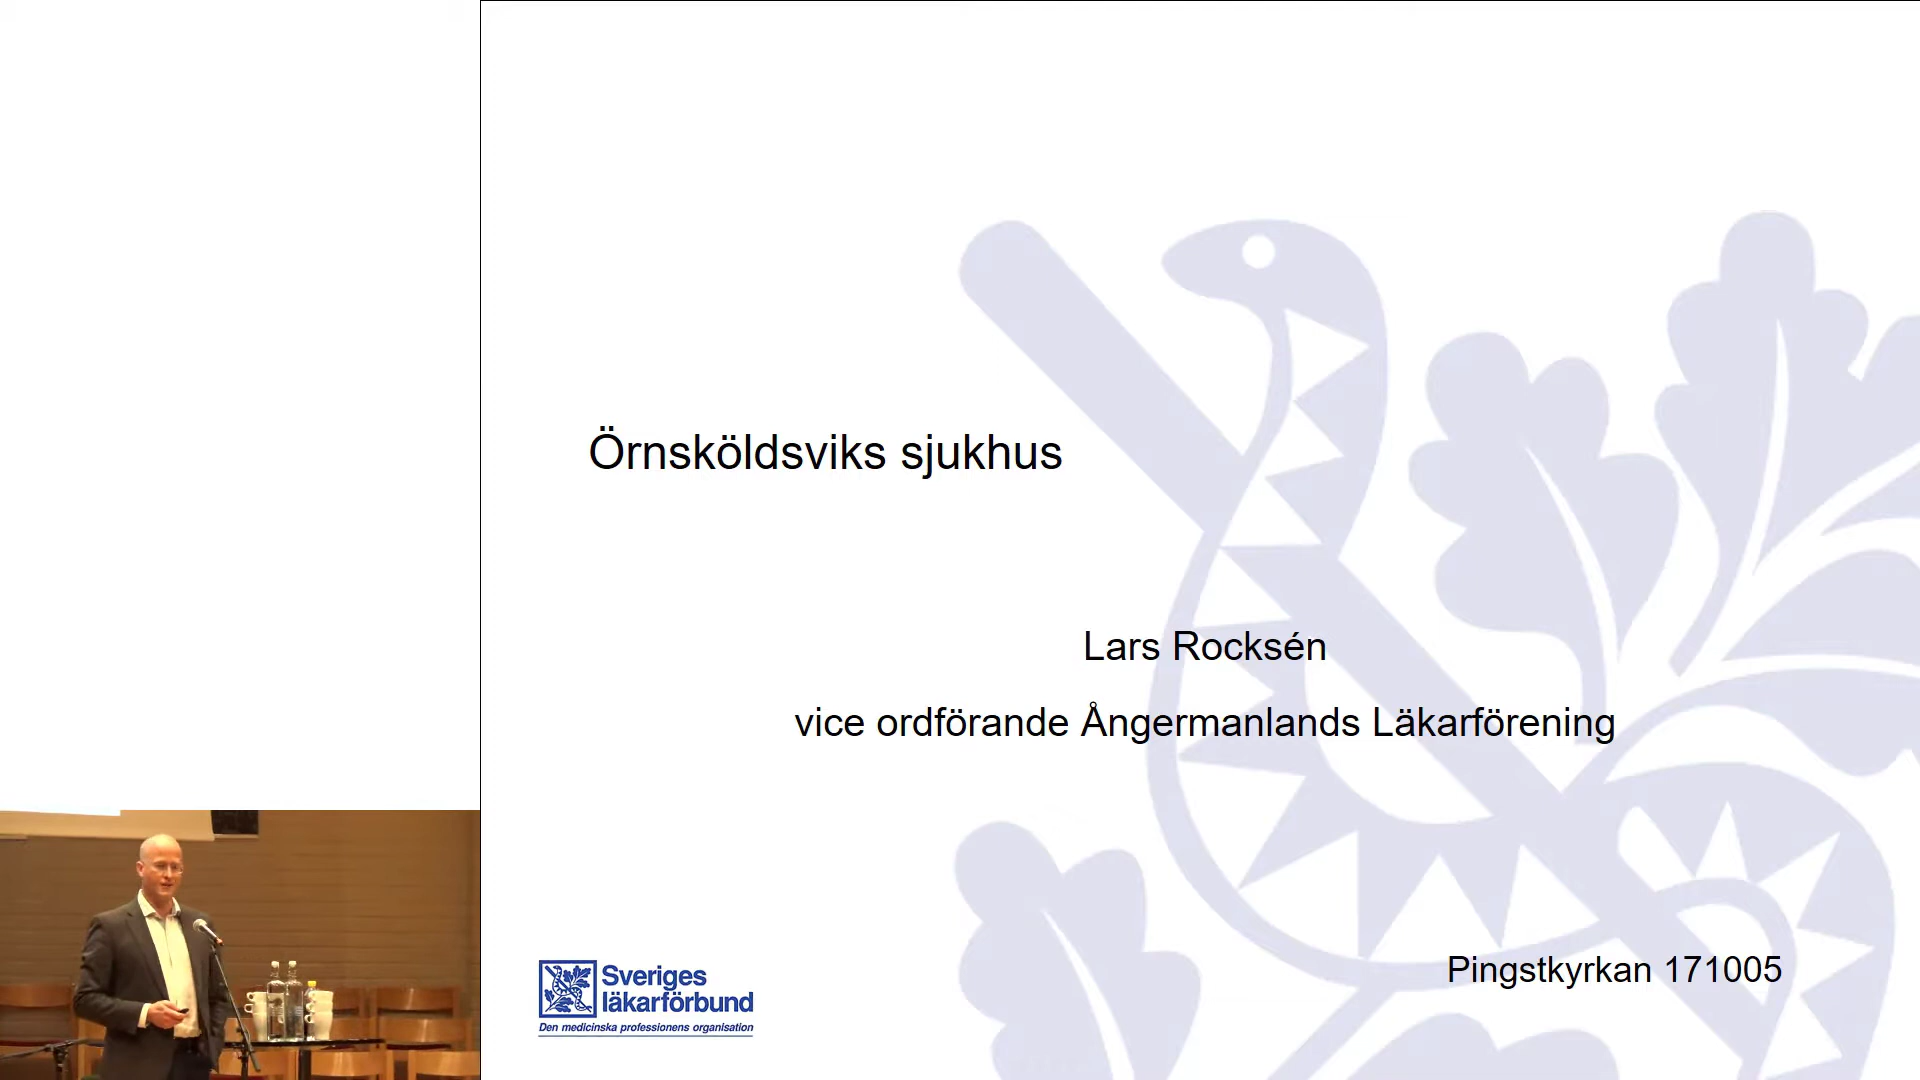 Örnsköldsviks sjukhus
Lars Rocksén
vice ordförande Ångermanlands Läkarförening
Pingstkyrkan 171005
Sveriges
läkarförbund
Den medicinska professionens organisation